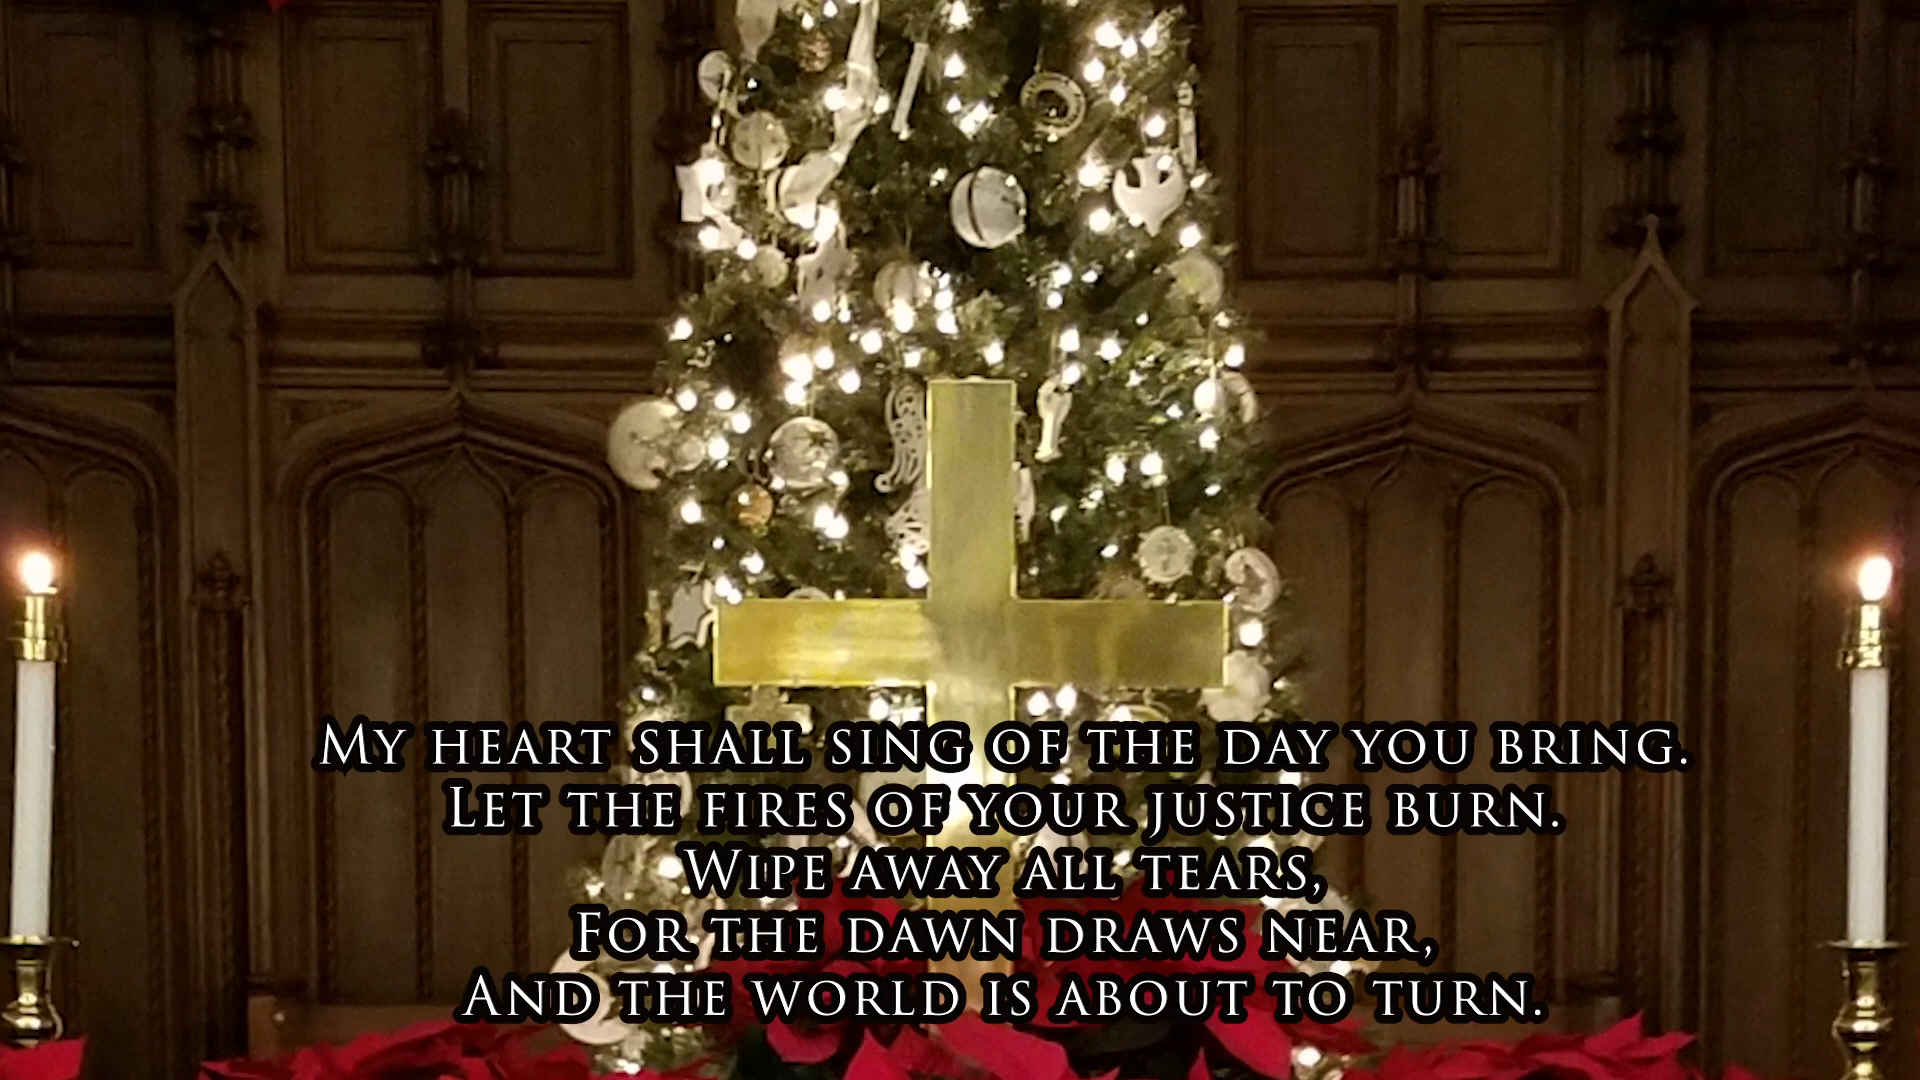 My heart shall sing of the day you bring.
Let the fires of your justice burn.
Wipe away all tears,
For the dawn draws near,
And the world is about to turn.